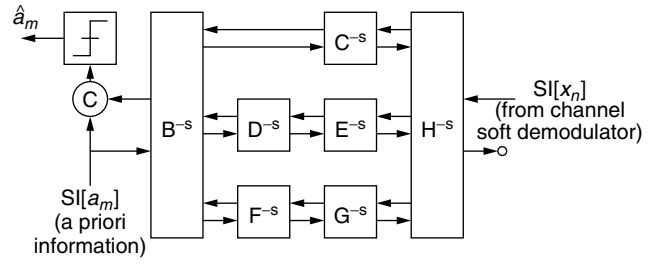 â_m
C
SI[a_m]
(a priori
information)
B⁻ˢ
C⁻ˢ
D⁻ˢ
E⁻ˢ
F⁻ˢ
G⁻ˢ
H⁻ˢ
SI[x_n]
(from channel
soft demodulator)